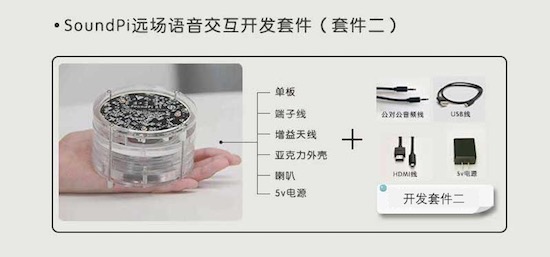 • SoundPi远场语音交互开发套件（套件二）
单板
端子线
增益天线
亚克力外壳
喇叭
5v电源
+
公对公音频线
USB线
HDMI线
5v电源
开发套件二